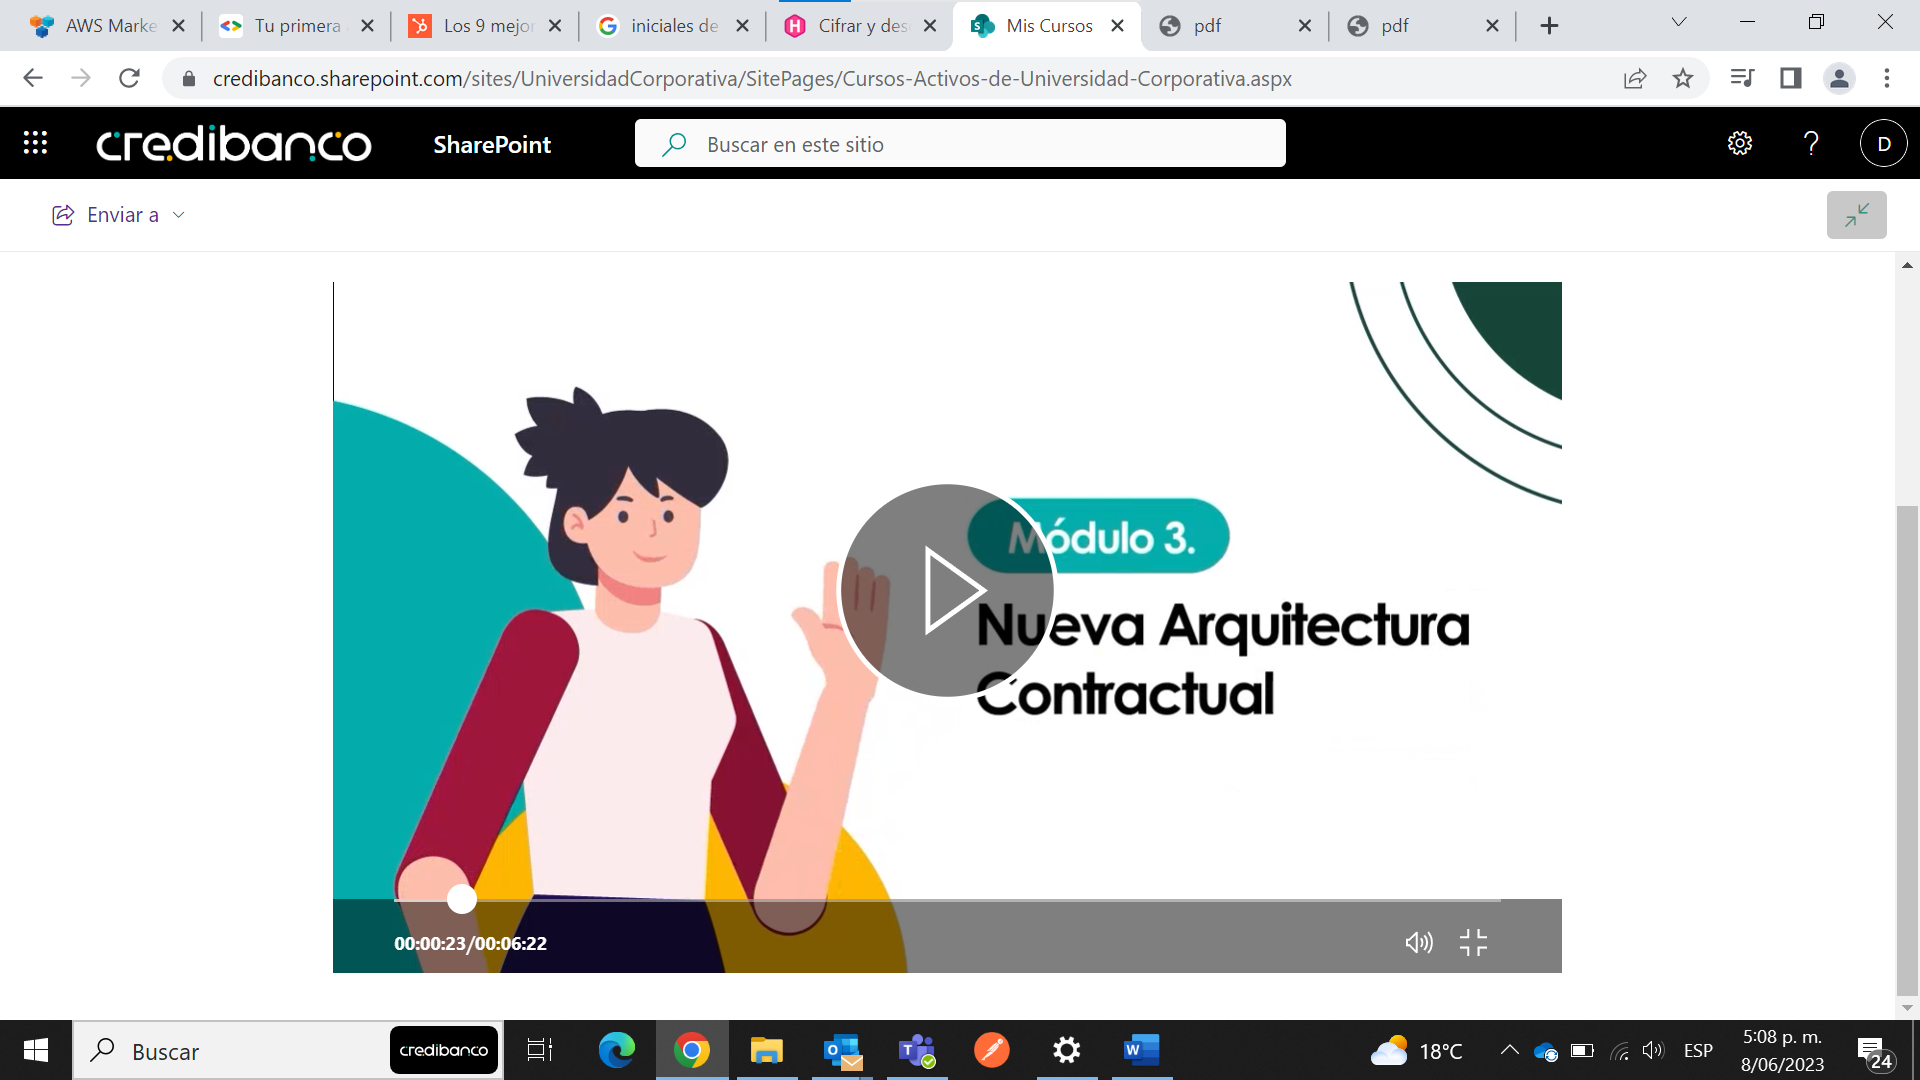 AWS Marke
Tu primera
Los 9 mejor
iniciales de
Cifrar y des
Mis Cursos
pdf
pdf
credibanco.sharepoint.com/sites/UniversidadCorporativa/SitePages/Cursos-Activos-de-Universidad-Corporativa.aspx
credibanco
SharePoint
Buscar en este sitio
D
Enviar a
Módulo 3.
Nueva Arquitectura
Contractual
00:00:23/00:06:22
Buscar
credibanco
18°C
ESP
5:08 p. m.
8/06/2023
24